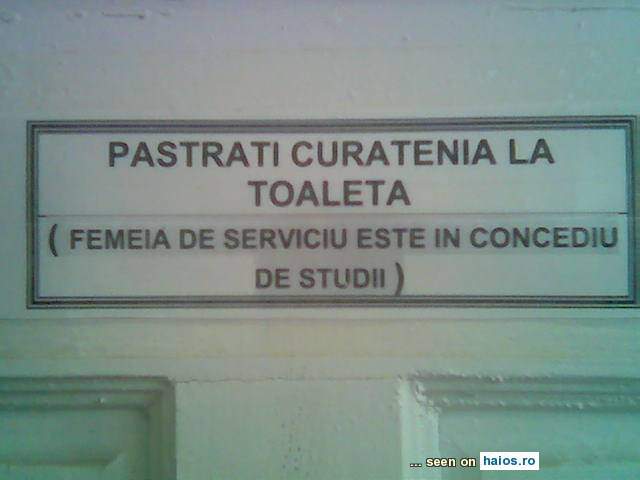 PASTRATI CURATENIA LA
TOALETA
( FEMEIA DE SERVICIU ESTE IN CONCEDIU
DE STUDII )
... seen on haios.ro